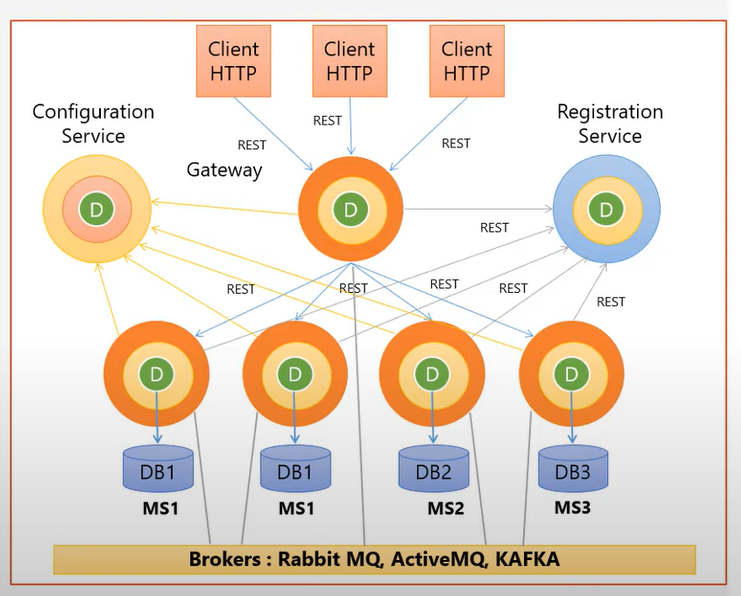 Client
HTTP
Client
HTTP
Client
HTTP
Configuration
Service
Registration
Service
REST
REST
REST
Gateway
D
D
D
REST
REST
REST
REST
REST
REST
D
D
D
D
DB1
DB1
DB2
DB3
MS1
MS1
MS2
MS3
Brokers : Rabbit MQ, ActiveMQ, KAFKA